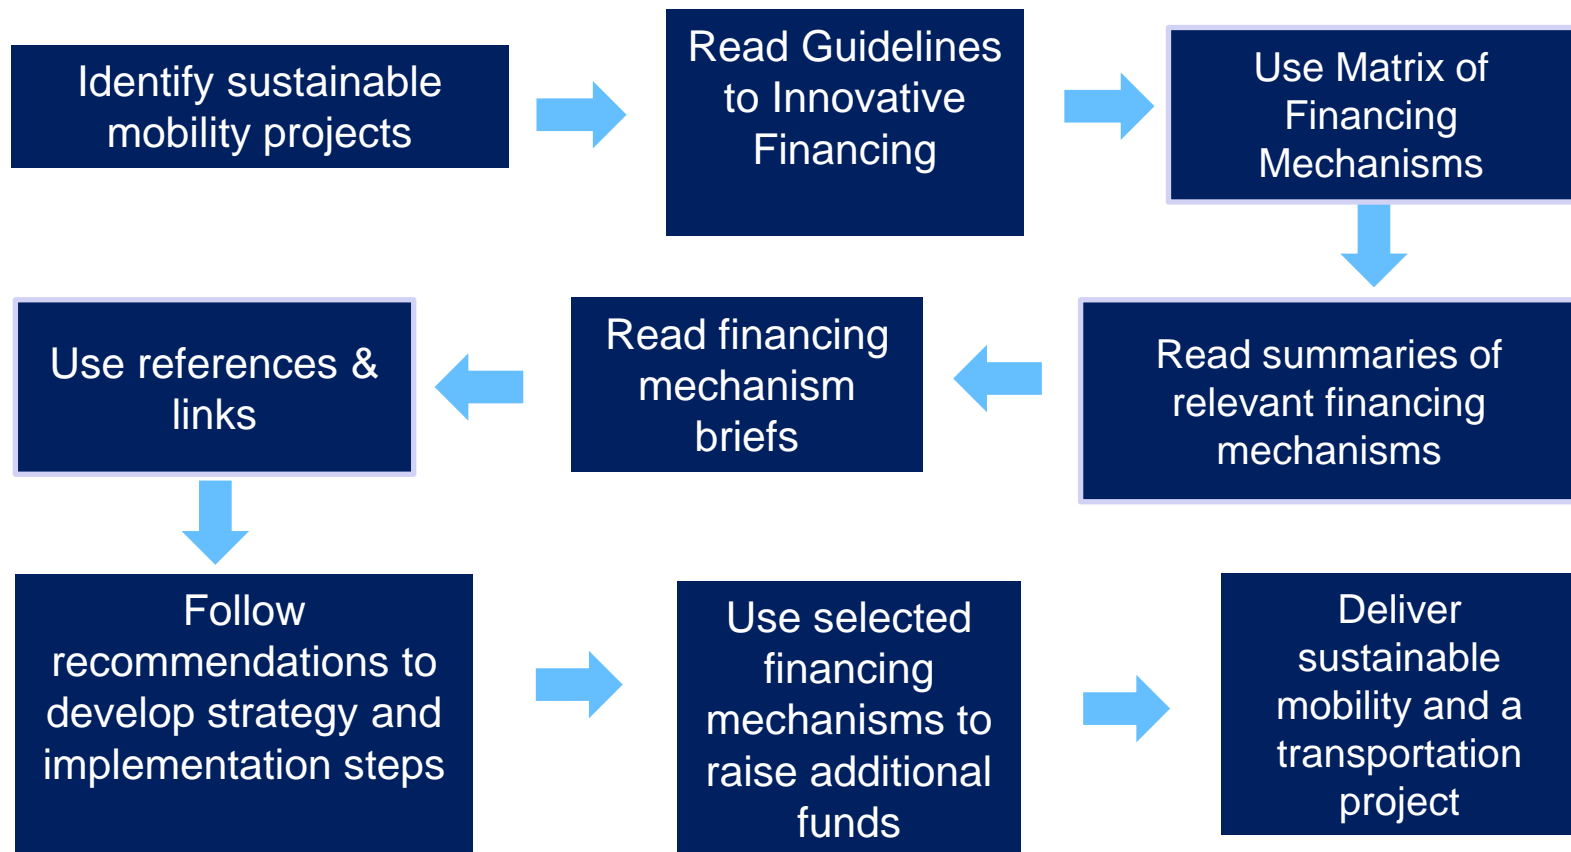 Identify sustainable
mobility projects
Read Guidelines
to Innovative
Financing
Use Matrix of
Financing
Mechanisms
Read summaries of
relevant financing
mechanisms
Read financing
mechanism
briefs
Use references &
links
Follow
recommendations to
develop strategy and
implementation steps
Use selected
financing
mechanisms to
raise additional
funds
Deliver
sustainable
mobility and a
transportation
project